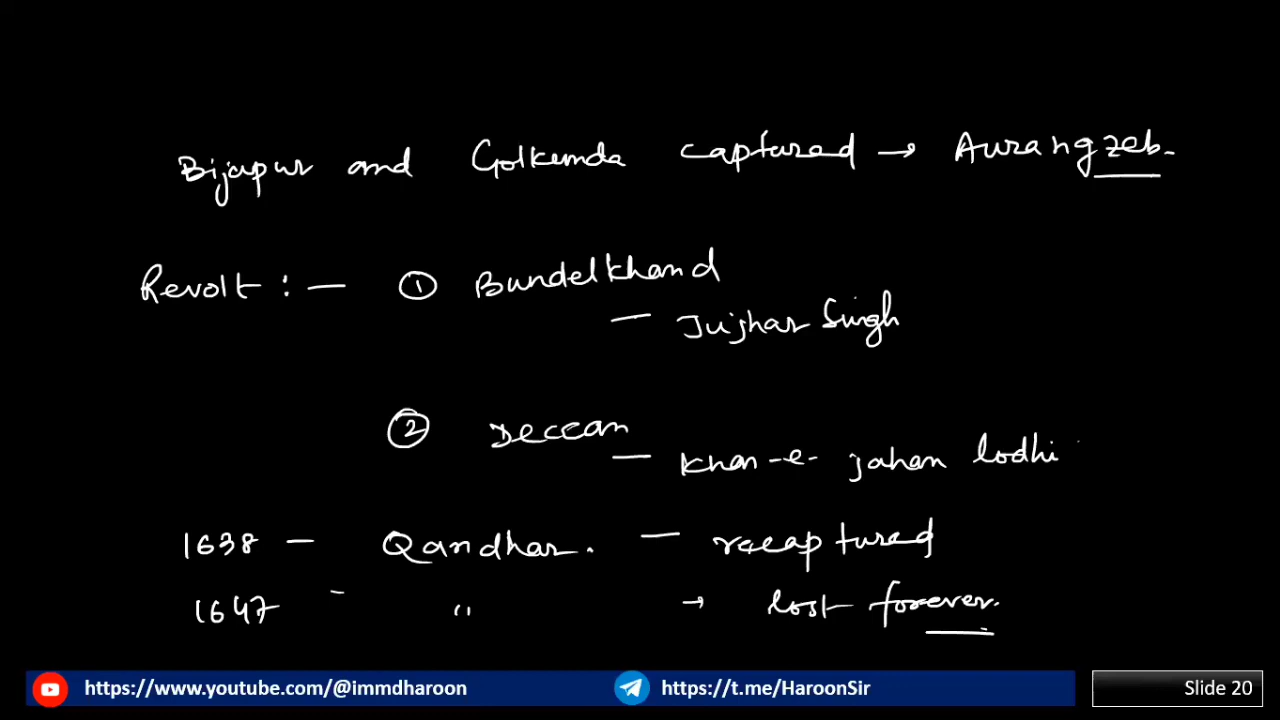 Bijapur and Golkunda captured → Aurangzeb.
Revolt :— ① Bundelkhand
— Jujhar Singh
② Deccan
— Khan-e-Jahan lodhi
1638 — Qandhar. — recaptured
1647 - " → lost forever.
https://www.youtube.com/@immdharoon https://t.me/HaroonSir Slide 20